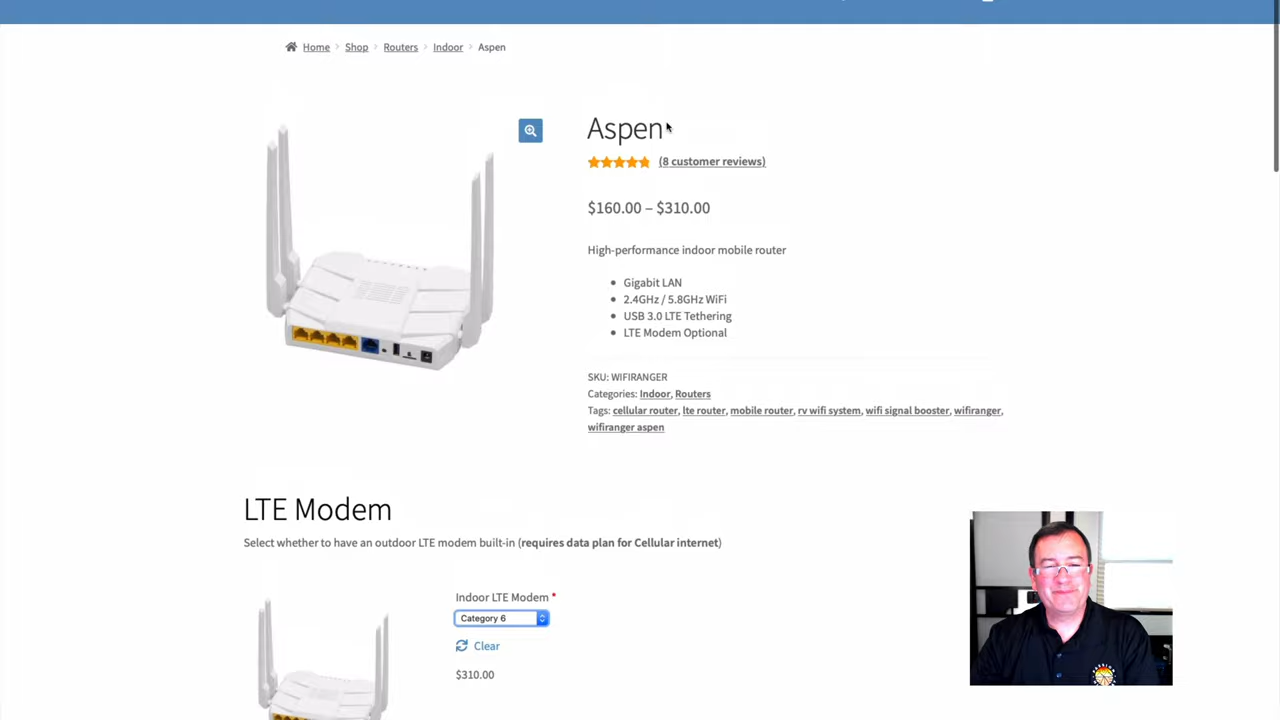 Home > Shop > Routers > Indoor > Aspen
Aspen
(8 customer reviews)
$160.00 – $310.00
High-performance indoor mobile router
• Gigabit LAN
• 2.4GHz / 5.8GHz WiFi
• USB 3.0 LTE Tethering
• LTE Modem Optional
SKU: WIFIRANGER
Categories: Indoor, Routers
Tags: cellular router, lte router, mobile router, rv wifi system, wifi signal booster, wifiranger,
wifiranger aspen
LTE Modem
Select whether to have an outdoor LTE modem built-in (requires data plan for Cellular internet)
Indoor LTE Modem *
Category 6
Clear
$310.00